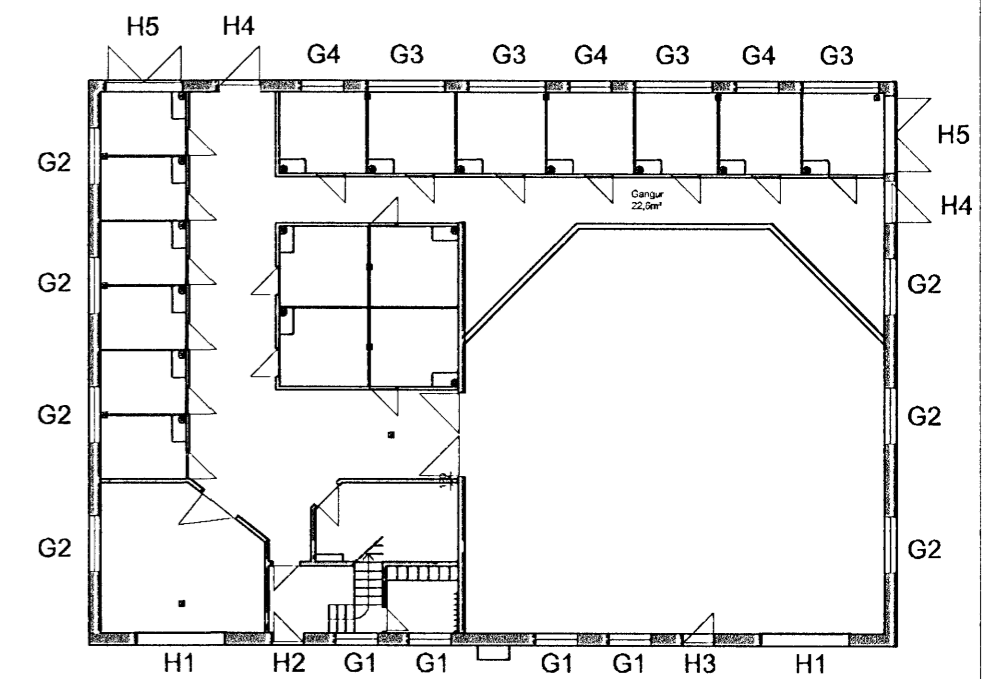 H5 H4 G4 G3 G3 G4 G3 G4 G3
H5
G2
Gangur
22,6m²
H4
G2 G2
G2 G2
G2 G2
H1 H2 G1 G1 G1 G1 H3 H1